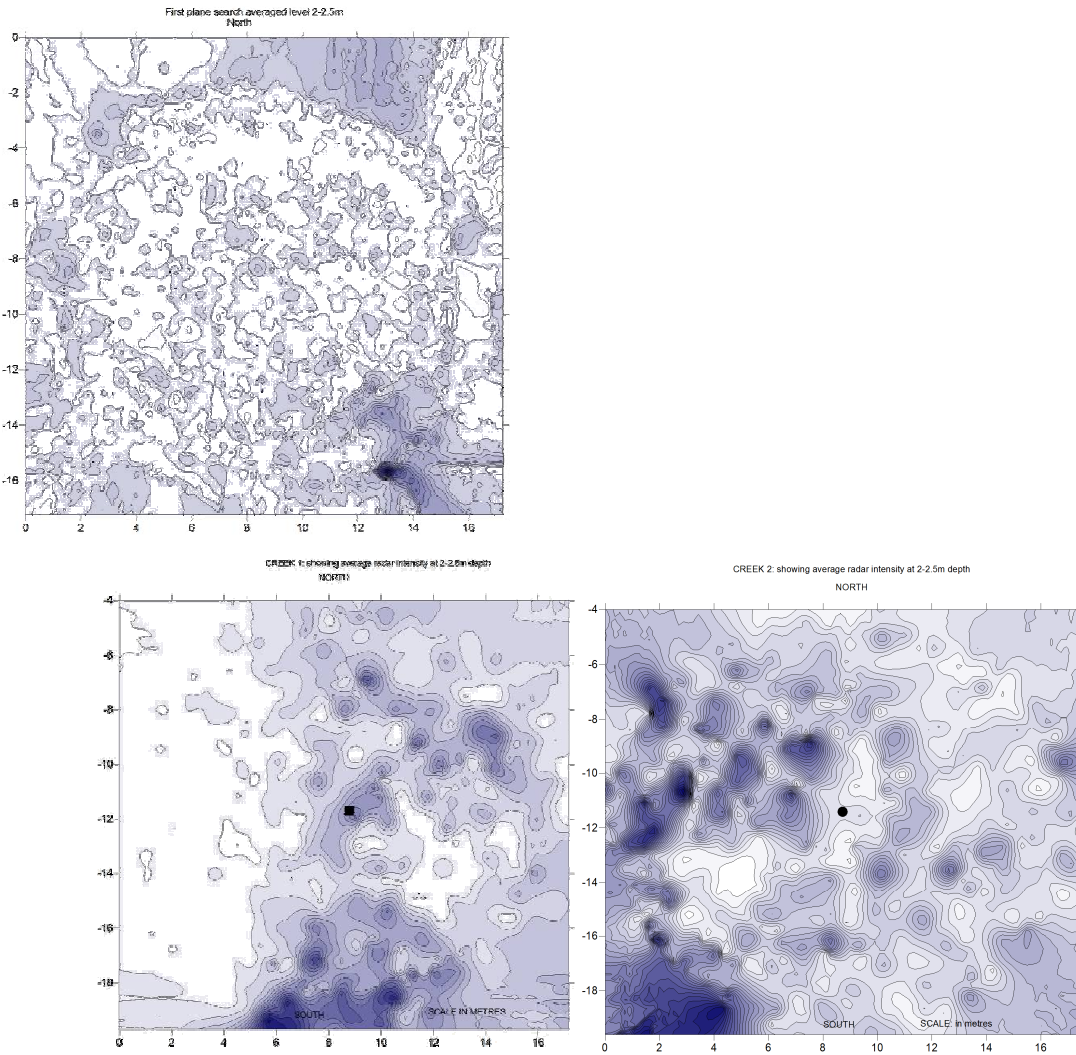 First plane search averaged level 2-2.5m
North
0
-2
-4
-6
-8
-10
-12
-14
-16
0 2 4 6 8 10 12 14 16
CREEK 1: showing average radar intensity at 2-2.5m depth
NORTH
-4
-6
-8
-10
-12
-14
-16
-18
SOUTH SCALE IN METRES
0 2 4 6 8 10 12 14 16
CREEK 2: showing average radar intensity at 2-2.5m depth
NORTH
-4
-6
-8
-10
-12
-14
-16
-18
SOUTH SCALE: in metres
0 2 4 6 8 10 12 14 16